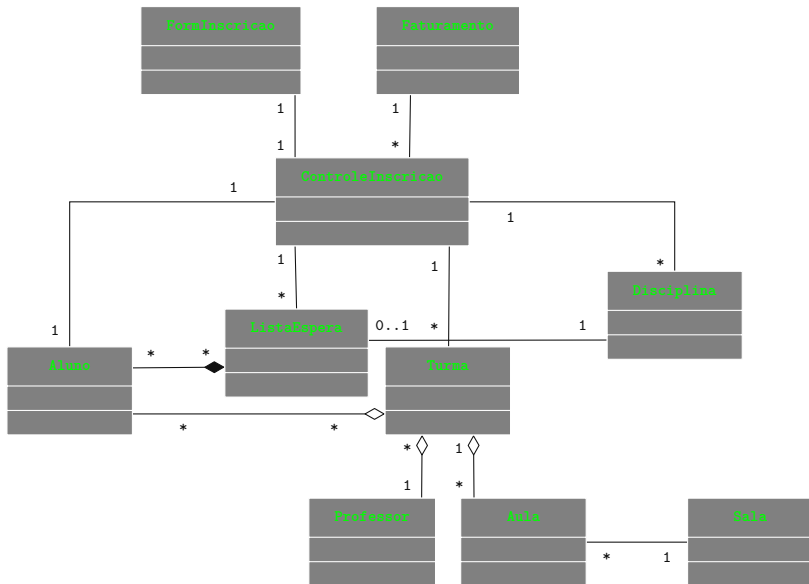 FormInscricao
Faturamento
1
1
1
*
ControleInscricao
1
1
1
1
*
*
Disciplina
ListaEspera
0..1
*
1
1
*
*
Aluno
Turma
*
*
*
1
1
*
Professor
Aula
Sala
*
1